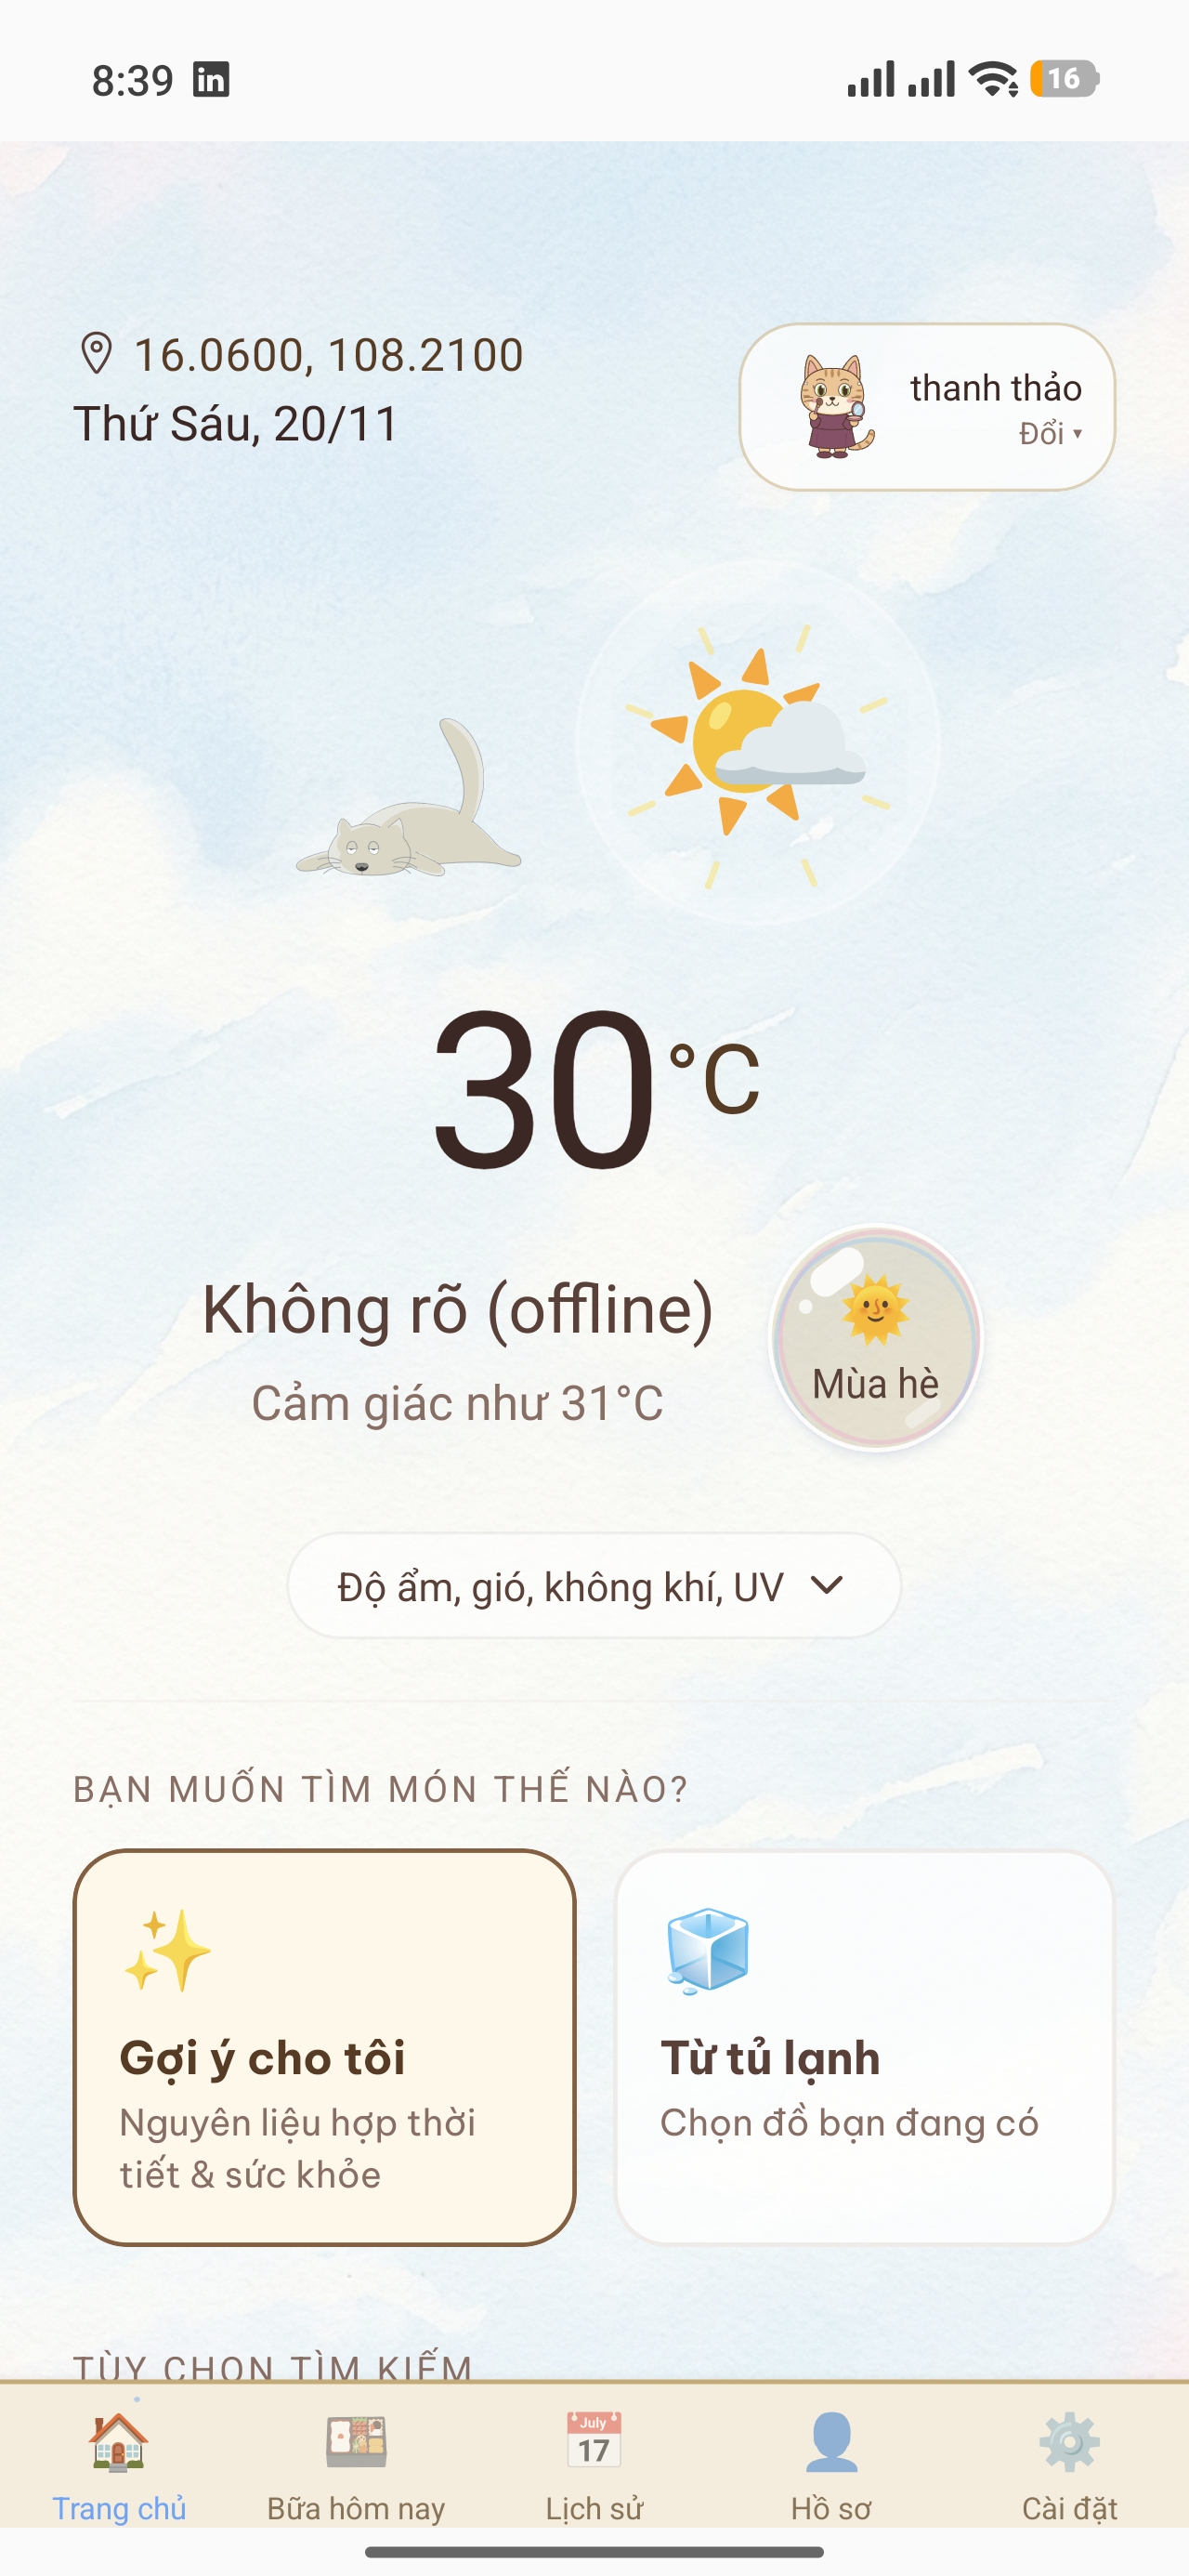 8:39
16
16.0600, 108.2100
Thứ Sáu, 20/11
thanh thảo
Đổi
30°C
Không rõ (offline)
Cảm giác như 31°C
Mùa hè
Độ ẩm, gió, không khí, UV
BẠN MUỐN TÌM MÓN THẾ NÀO?
Gợi ý cho tôi
Nguyên liệu hợp thời
tiết & sức khỏe
Từ tủ lạnh
Chọn đồ bạn đang có
TÙY CHỌN TÌM KIẾM
July
17
Trang chủ
Bữa hôm nay
Lịch sử
Hồ sơ
Cài đặt